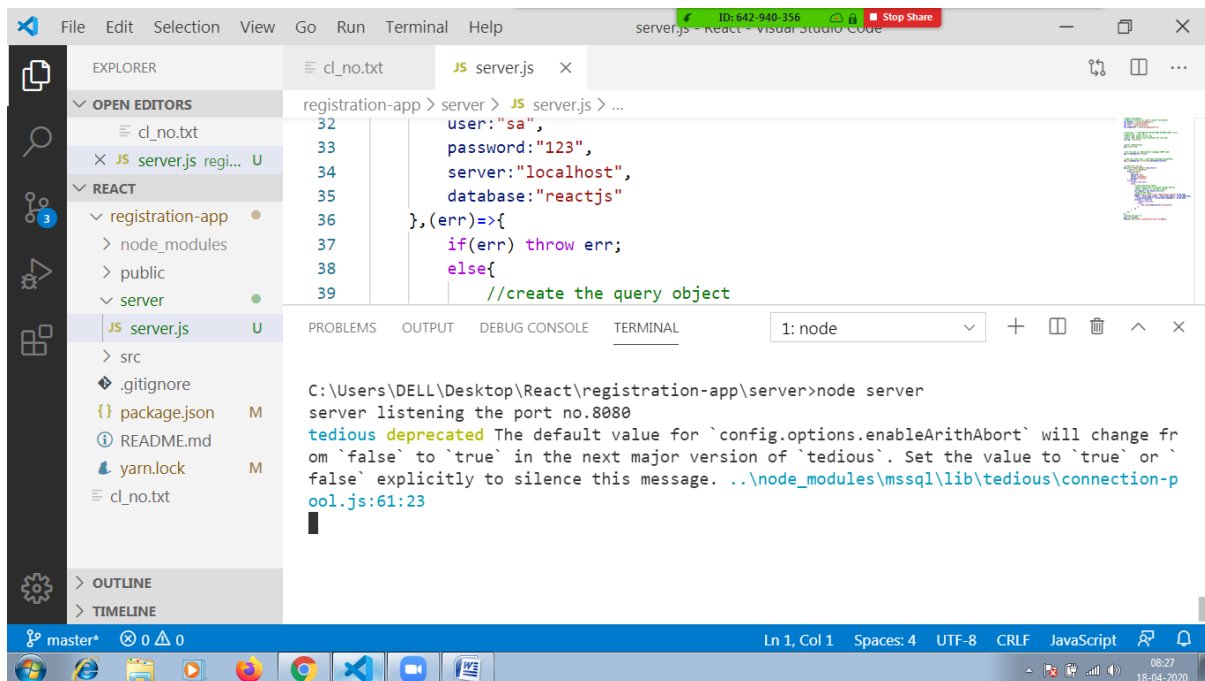 ID: 642-940-356 Stop Share
File Edit Selection View Go Run Terminal Help server.js - React - Visual Studio Code
EXPLORER
OPEN EDITORS
cl_no.txt
JS server.js regi... U
REACT
registration-app
node_modules
public
server
JS server.js U
src
.gitignore
{} package.json M
README.md
yarn.lock M
cl_no.txt
OUTLINE
TIMELINE
3
cl_no.txt JS server.js
registration-app > server > JS server.js > ...
32 user:"sa",
33 password:"123",
34 server:"localhost",
35 database:"reactjs"
36 },(err)=>{
37 if(err) throw err;
38 else{
39 //create the query object
PROBLEMS OUTPUT DEBUG CONSOLE TERMINAL 1: node
C:\Users\DELL\Desktop\React\registration-app\server>node server
server listening the port no.8080
tedious deprecated The default value for `config.options.enableArithAbort` will change fr
om `false` to `true` in the next major version of `tedious`. Set the value to `true` or `
false` explicitly to silence this message. ..\node_modules\mssql\lib\tedious\connection-p
ool.js:61:23
master* 0 0 Ln 1, Col 1 Spaces: 4 UTF-8 CRLF JavaScript
08:27
18-04-2020